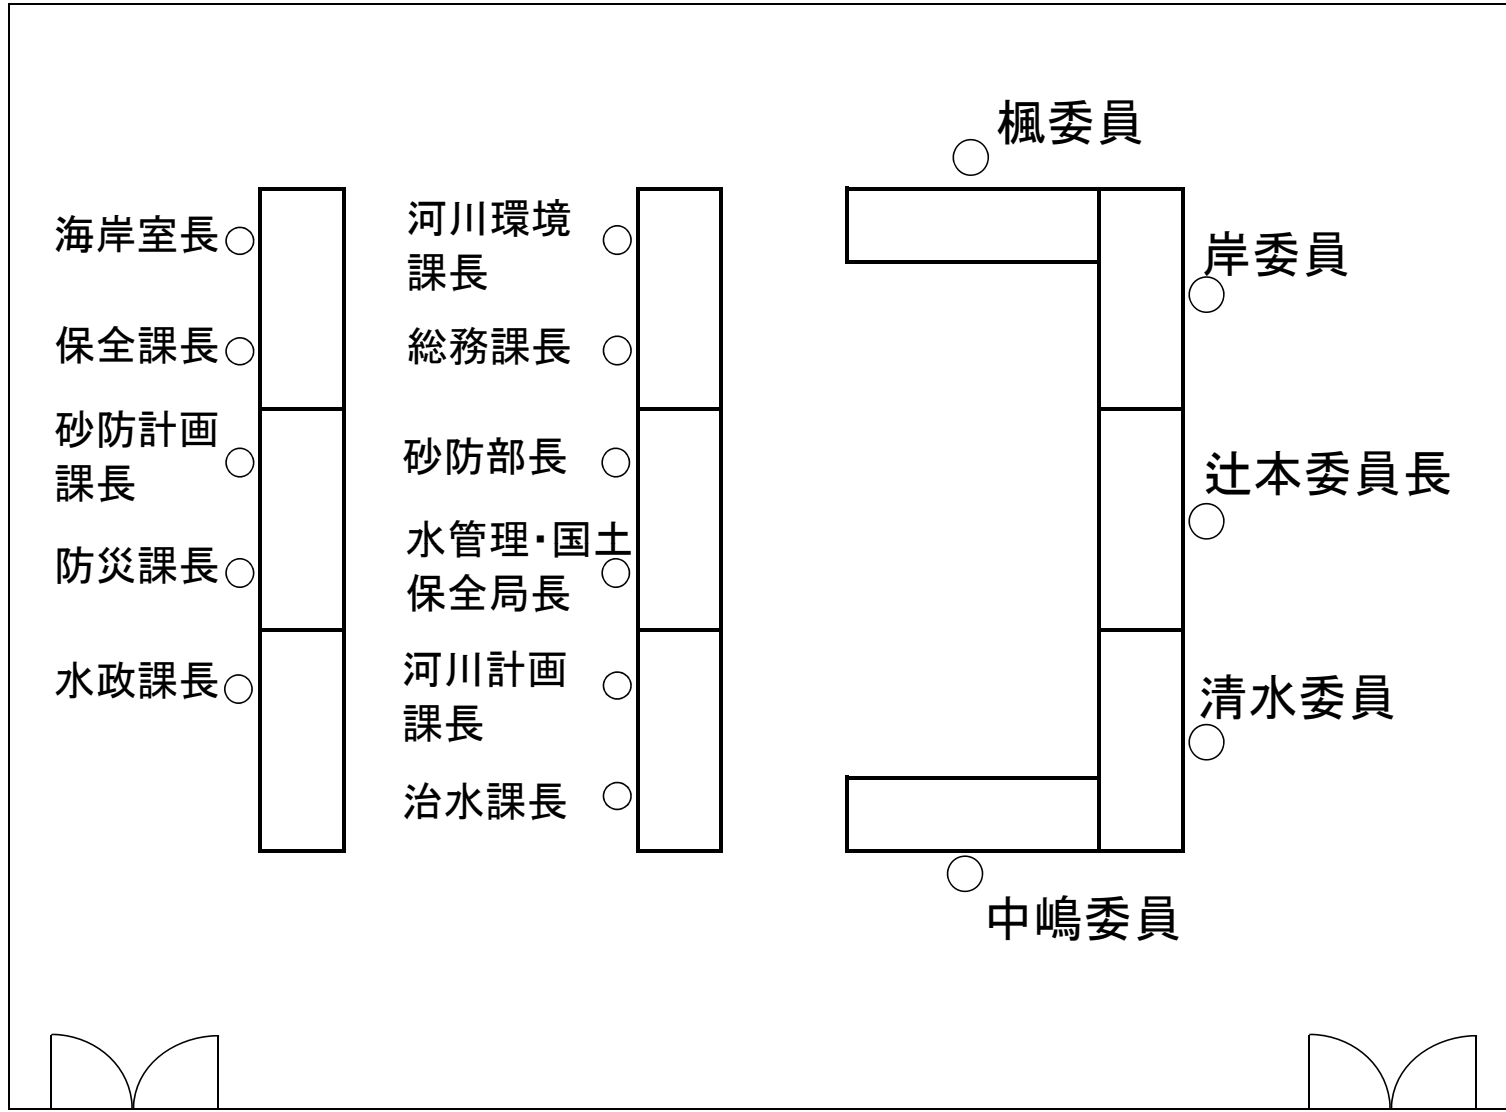 楓委員
岸委員
辻本委員長
清水委員
中嶋委員
河川環境
課長
総務課長
砂防部長
水管理・国土
保全局長
河川計画
課長
治水課長
海岸室長
保全課長
砂防計画
課長
防災課長
水政課長